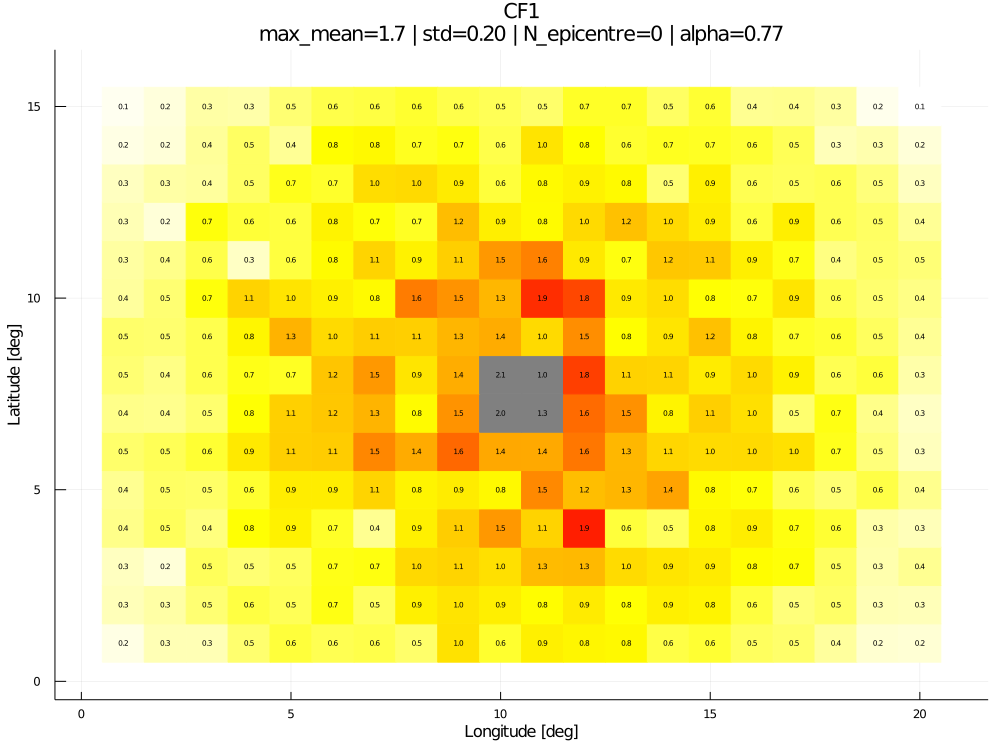 CF1
max_mean=1.7 | std=0.20 | N_epicentre=0 | alpha=0.77
15 0.1 0.2 0.3 0.3 0.5 0.6 0.6 0.6 0.6 0.5 0.5 0.7 0.7 0.5 0.6 0.4 0.4 0.3 0.2 0.1
0.2 0.2 0.4 0.5 0.4 0.8 0.8 0.7 0.7 0.6 1.0 0.8 0.6 0.7 0.7 0.6 0.5 0.3 0.3 0.2
0.3 0.3 0.4 0.5 0.7 0.7 1.0 1.0 0.9 0.6 0.8 0.9 0.8 0.5 0.9 0.6 0.5 0.6 0.5 0.3
0.3 0.2 0.7 0.6 0.6 0.8 0.7 0.7 1.2 0.9 0.8 1.0 1.2 1.0 0.9 0.6 0.9 0.6 0.5 0.4
0.3 0.4 0.6 0.3 0.6 0.8 1.1 0.9 1.1 1.5 1.6 0.9 0.7 1.2 1.1 0.9 0.7 0.4 0.5 0.5
10 0.4 0.5 0.7 1.1 1.0 0.9 0.8 1.6 1.5 1.3 1.9 1.8 0.9 1.0 0.8 0.7 0.9 0.6 0.5 0.4
0.5 0.5 0.6 0.8 1.3 1.0 1.1 1.1 1.3 1.4 1.0 1.5 0.8 0.9 1.2 0.8 0.7 0.6 0.5 0.4
0.5 0.4 0.6 0.7 0.7 1.2 1.5 0.9 1.4 2.1 1.0 1.8 1.1 1.1 0.9 1.0 0.9 0.6 0.6 0.3
0.4 0.4 0.5 0.8 1.1 1.2 1.3 0.8 1.5 2.0 1.3 1.6 1.5 0.8 1.1 1.0 0.5 0.7 0.4 0.3
0.5 0.5 0.6 0.9 1.1 1.1 1.5 1.4 1.6 1.4 1.4 1.6 1.3 1.1 1.0 1.0 1.0 0.7 0.5 0.3
5 0.4 0.5 0.5 0.6 0.9 0.9 1.1 0.8 0.9 0.8 1.5 1.2 1.3 1.4 0.8 0.7 0.6 0.5 0.6 0.4
0.4 0.5 0.4 0.8 0.9 0.7 0.4 0.9 1.1 1.5 1.1 1.9 0.6 0.5 0.8 0.9 0.7 0.6 0.3 0.3
0.3 0.2 0.5 0.5 0.5 0.7 0.7 1.0 1.1 1.0 1.3 1.3 1.0 0.9 0.9 0.8 0.7 0.5 0.3 0.4
0.3 0.3 0.5 0.6 0.5 0.7 0.5 0.9 1.0 0.9 0.8 0.9 0.8 0.9 0.8 0.6 0.5 0.5 0.3 0.3
0.2 0.3 0.3 0.5 0.6 0.6 0.5 1.0 0.6 0.9 0.8 0.8 0.6 0.6 0.6 0.5 0.5 0.4 0.2 0.2
0
0 5 10 15 20
Longitude [deg]
Latitude [deg]